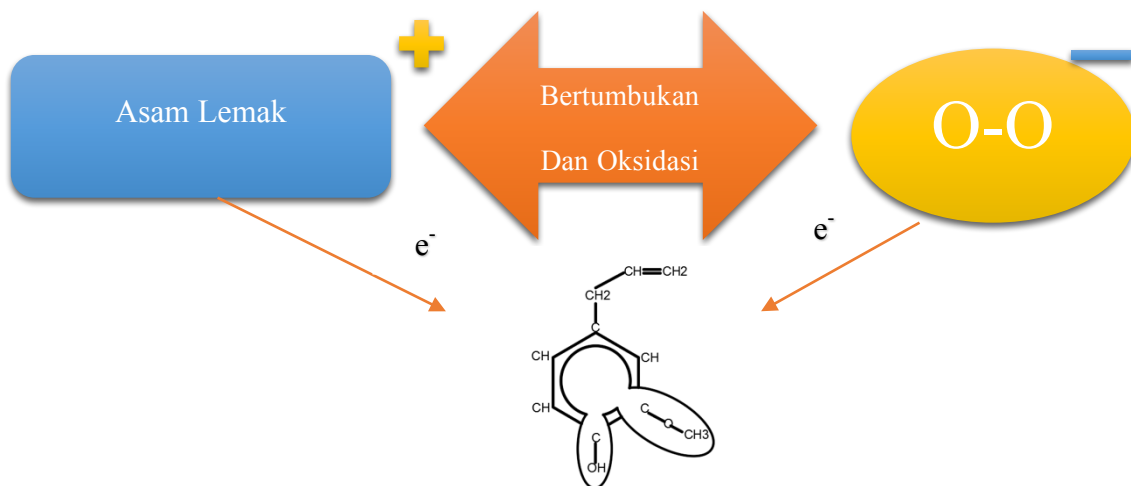 Asam Lemak
Bertumbukan
Dan Oksidasi
O-O
e-
e-
CH=CH2
CH2
C
CH
CH
CH
C
O
CH3
C
OH